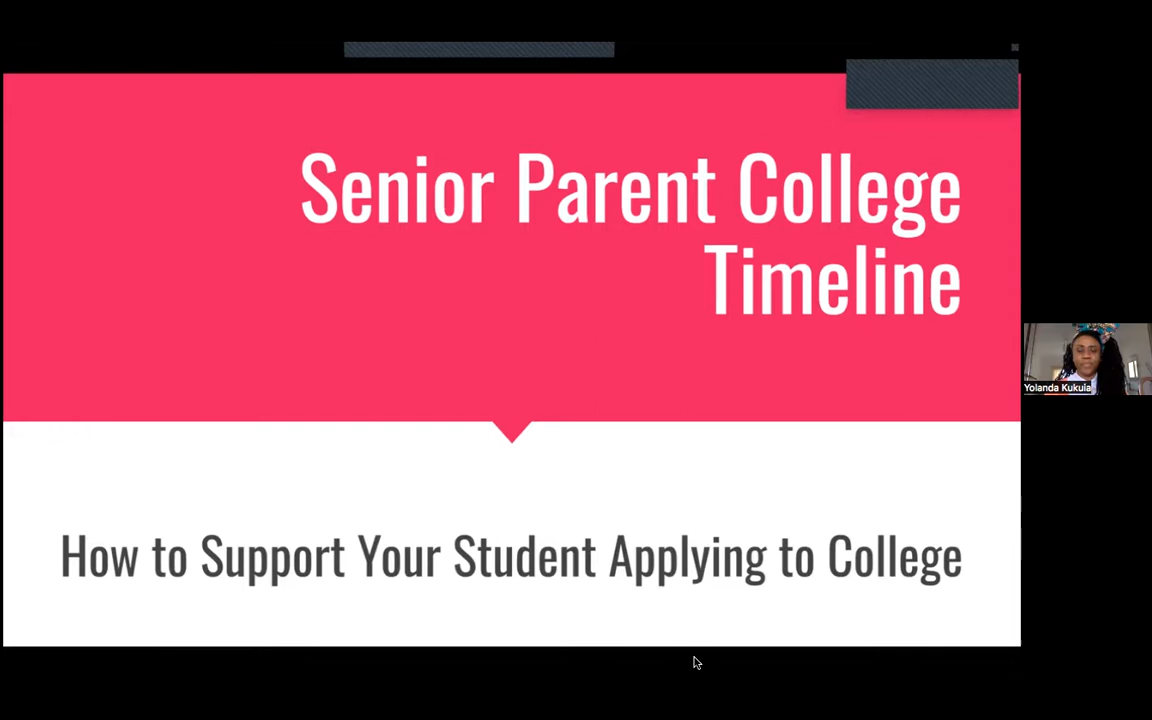 Senior Parent College
Timeline
How to Support Your Student Applying to College
Yolanda Kukula